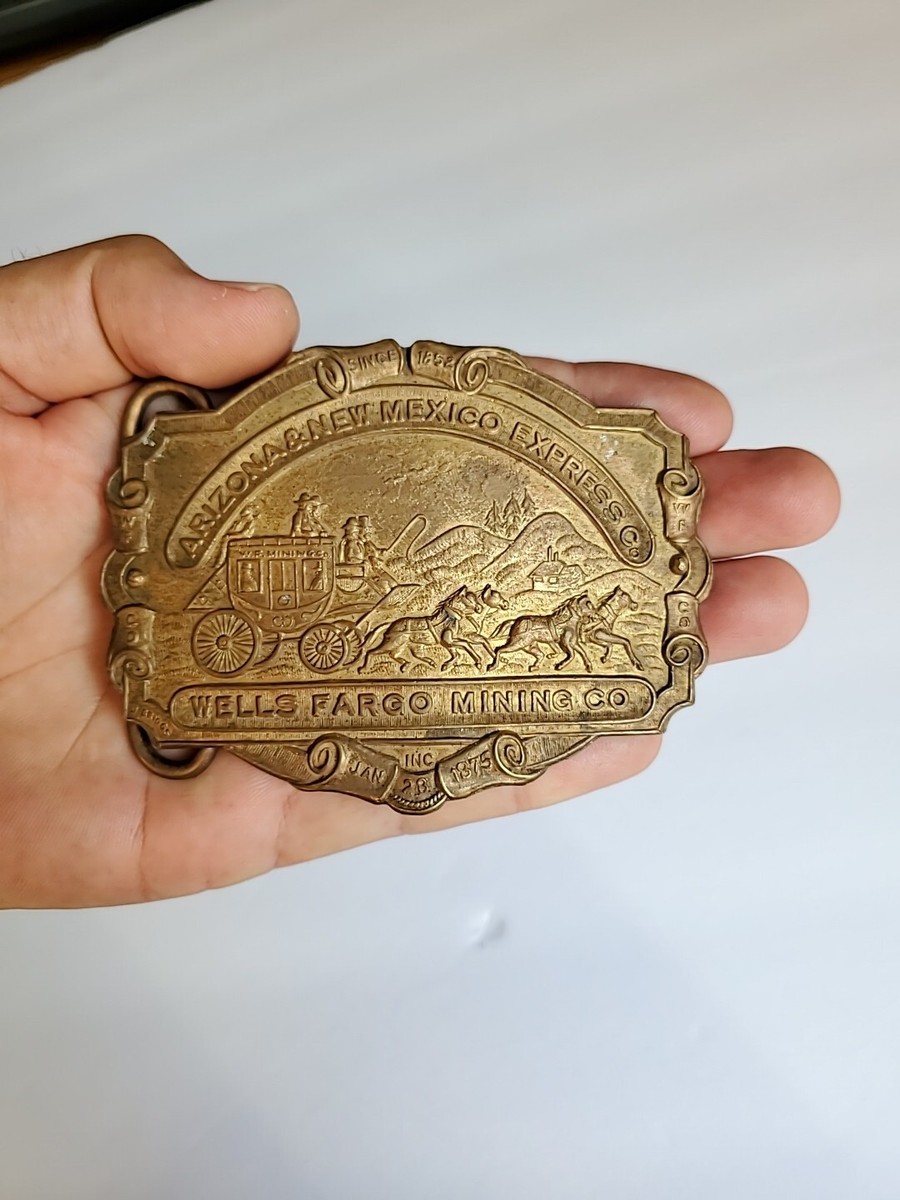 SINCE 1852
ARIZONA & NEW MEXICO EXPRESS Co
W.F. MINING Co
W F
WELLS FARGO MINING CO
INC
JAN 28 1875